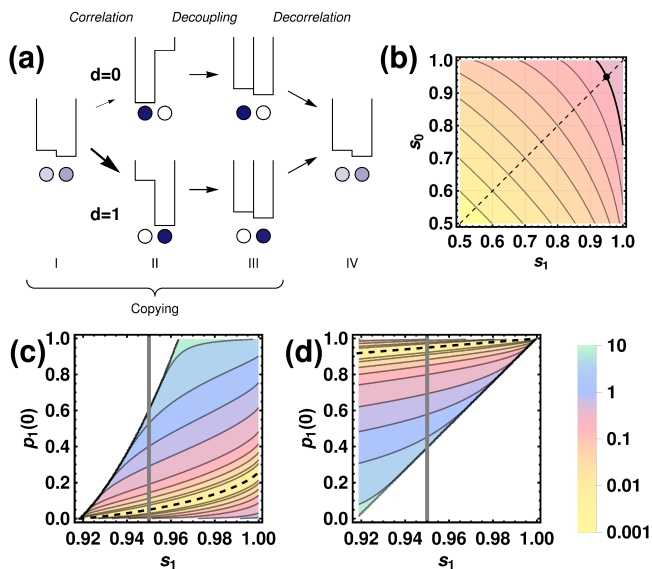 Correlation Decoupling Decorrelation
(a)
d=0
d=1
I II III IV
Copying
(b)
1.0
0.9
0.8
0.7
0.6
0.5
s0
0.5 0.6 0.7 0.8 0.9 1.0
s1
(c)
1.0
0.8
0.6
0.4
0.2
0.0
p1(0)
0.92 0.94 0.96 0.98 1.00
s1
(d)
1.0
0.8
0.6
0.4
0.2
0.0
p1(0)
0.92 0.94 0.96 0.98 1.00
s1
10
1
0.1
0.01
0.001